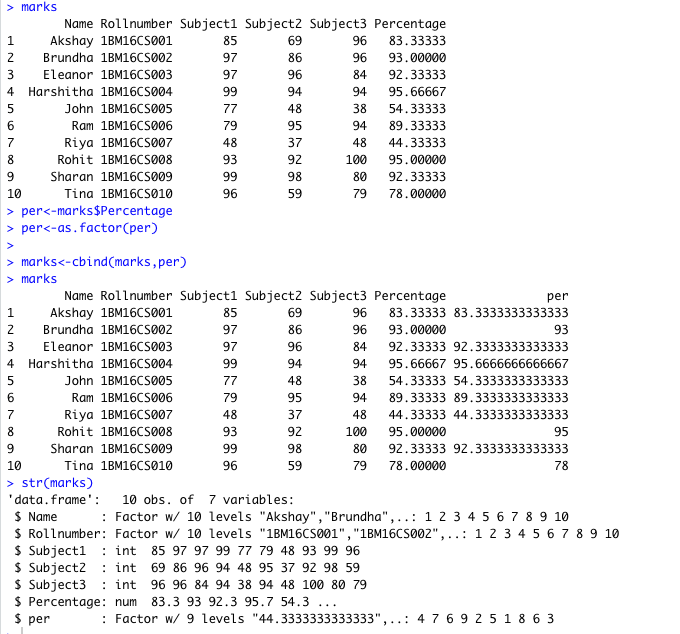 > marks
Name Rollnumber Subject1 Subject2 Subject3 Percentage
1 Akshay 1BM16CS001 85 69 96 83.33333
2 Brundha 1BM16CS002 97 86 96 93.00000
3 Eleanor 1BM16CS003 97 96 84 92.33333
4 Harshitha 1BM16CS004 99 94 94 95.66667
5 John 1BM16CS005 77 48 38 54.33333
6 Ram 1BM16CS006 79 95 94 89.33333
7 Riya 1BM16CS007 48 37 48 44.33333
8 Rohit 1BM16CS008 93 92 100 95.00000
9 Sharan 1BM16CS009 99 98 80 92.33333
10 Tina 1BM16CS010 96 59 79 78.00000
> per<-marks$Percentage
> per<-as.factor(per)
>
> marks<-cbind(marks,per)
> marks
Name Rollnumber Subject1 Subject2 Subject3 Percentage per
1 Akshay 1BM16CS001 85 69 96 83.33333 83.3333333333333
2 Brundha 1BM16CS002 97 86 96 93.00000 93
3 Eleanor 1BM16CS003 97 96 84 92.33333 92.3333333333333
4 Harshitha 1BM16CS004 99 94 94 95.66667 95.6666666666667
5 John 1BM16CS005 77 48 38 54.33333 54.3333333333333
6 Ram 1BM16CS006 79 95 94 89.33333 89.3333333333333
7 Riya 1BM16CS007 48 37 48 44.33333 44.3333333333333
8 Rohit 1BM16CS008 93 92 100 95.00000 95
9 Sharan 1BM16CS009 99 98 80 92.33333 92.3333333333333
10 Tina 1BM16CS010 96 59 79 78.00000 78
> str(marks)
'data.frame': 10 obs. of 7 variables:
$ Name : Factor w/ 10 levels "Akshay","Brundha",..: 1 2 3 4 5 6 7 8 9 10
$ Rollnumber: Factor w/ 10 levels "1BM16CS001","1BM16CS002",..: 1 2 3 4 5 6 7 8 9 10
$ Subject1 : int 85 97 97 99 77 79 48 93 99 96
$ Subject2 : int 69 86 96 94 48 95 37 92 98 59
$ Subject3 : int 96 96 84 94 38 94 48 100 80 79
$ Percentage: num 83.3 93 92.3 95.7 54.3 ...
$ per : Factor w/ 9 levels "44.3333333333333",..: 4 7 6 9 2 5 1 8 6 3